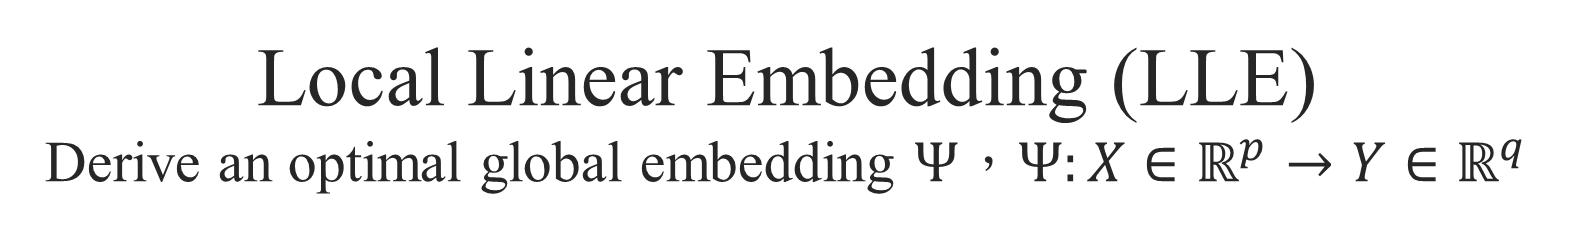 Local Linear Embedding (LLE)
Derive an optimal global embedding Ψ，Ψ: X ∈ ℝ^p → Y ∈ ℝ^q